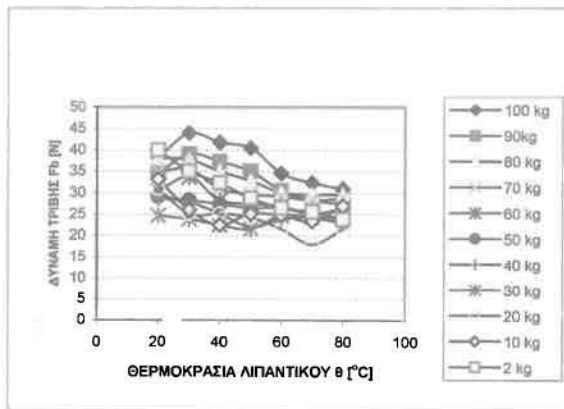 ΔΥΝΑΜΗ ΤΡΙΒΗΣ Fb [N]
50
45
40
35
30
25
20
15
10
5
0
0 20 40 60 80 100
ΘΕΡΜΟΚΡΑΣΙΑ ΛΙΠΑΝΤΙΚΟΥ θ [°C]
100 kg
90kg
80 kg
70 kg
60 kg
50 kg
40 kg
30 kg
20 kg
10 kg
2 kg